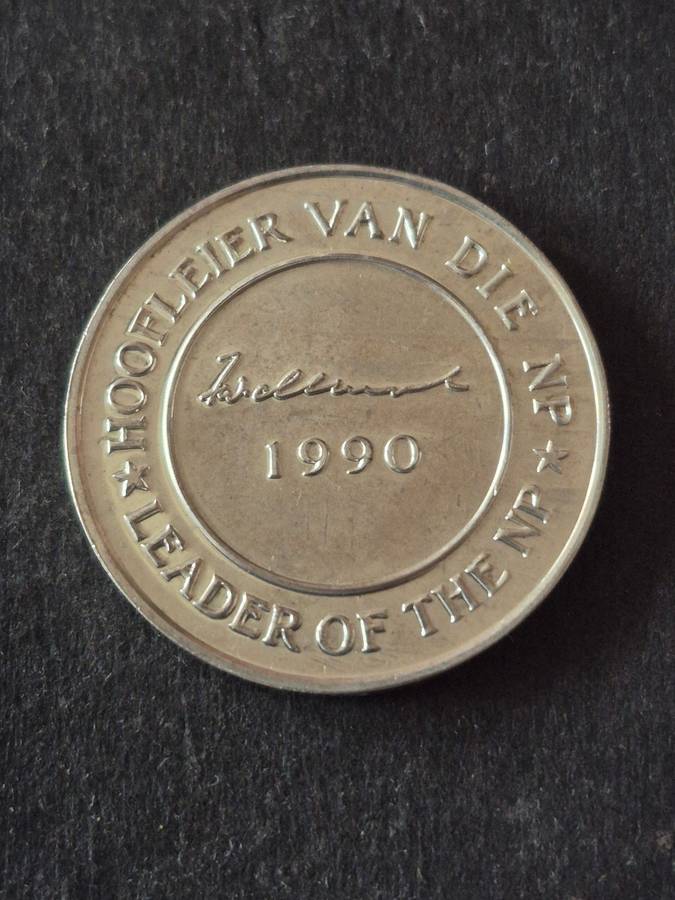 HOOFLEIER VAN DIE NP
1990
★ LEADER OF THE NP ★